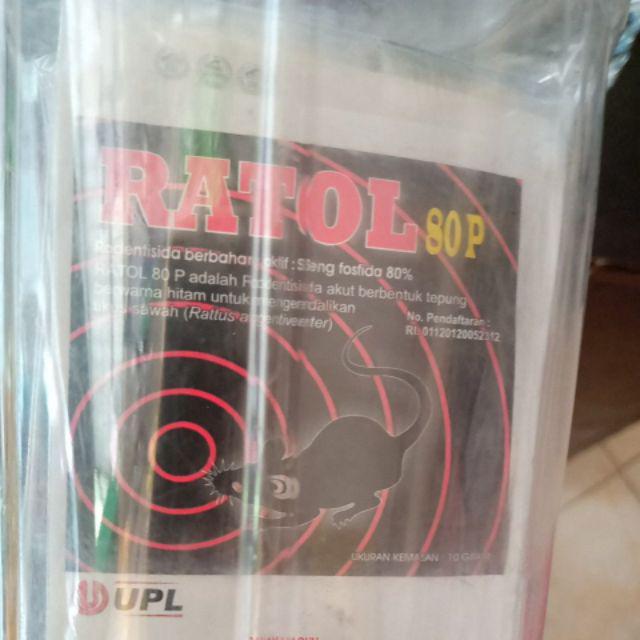 RATOL 80 P
Rodentisida berbahan aktif : Seng fosfida 80%
RATOL 80 P adalah Rodentisida akut berbentuk tepung
berwarna hitam untuk mengendalikan
sawah (Rattus argentiventer)
No. Pendaftaran :
RI. 01120120052312
UKURAN KEMASAN : 10 GRAM
UPL